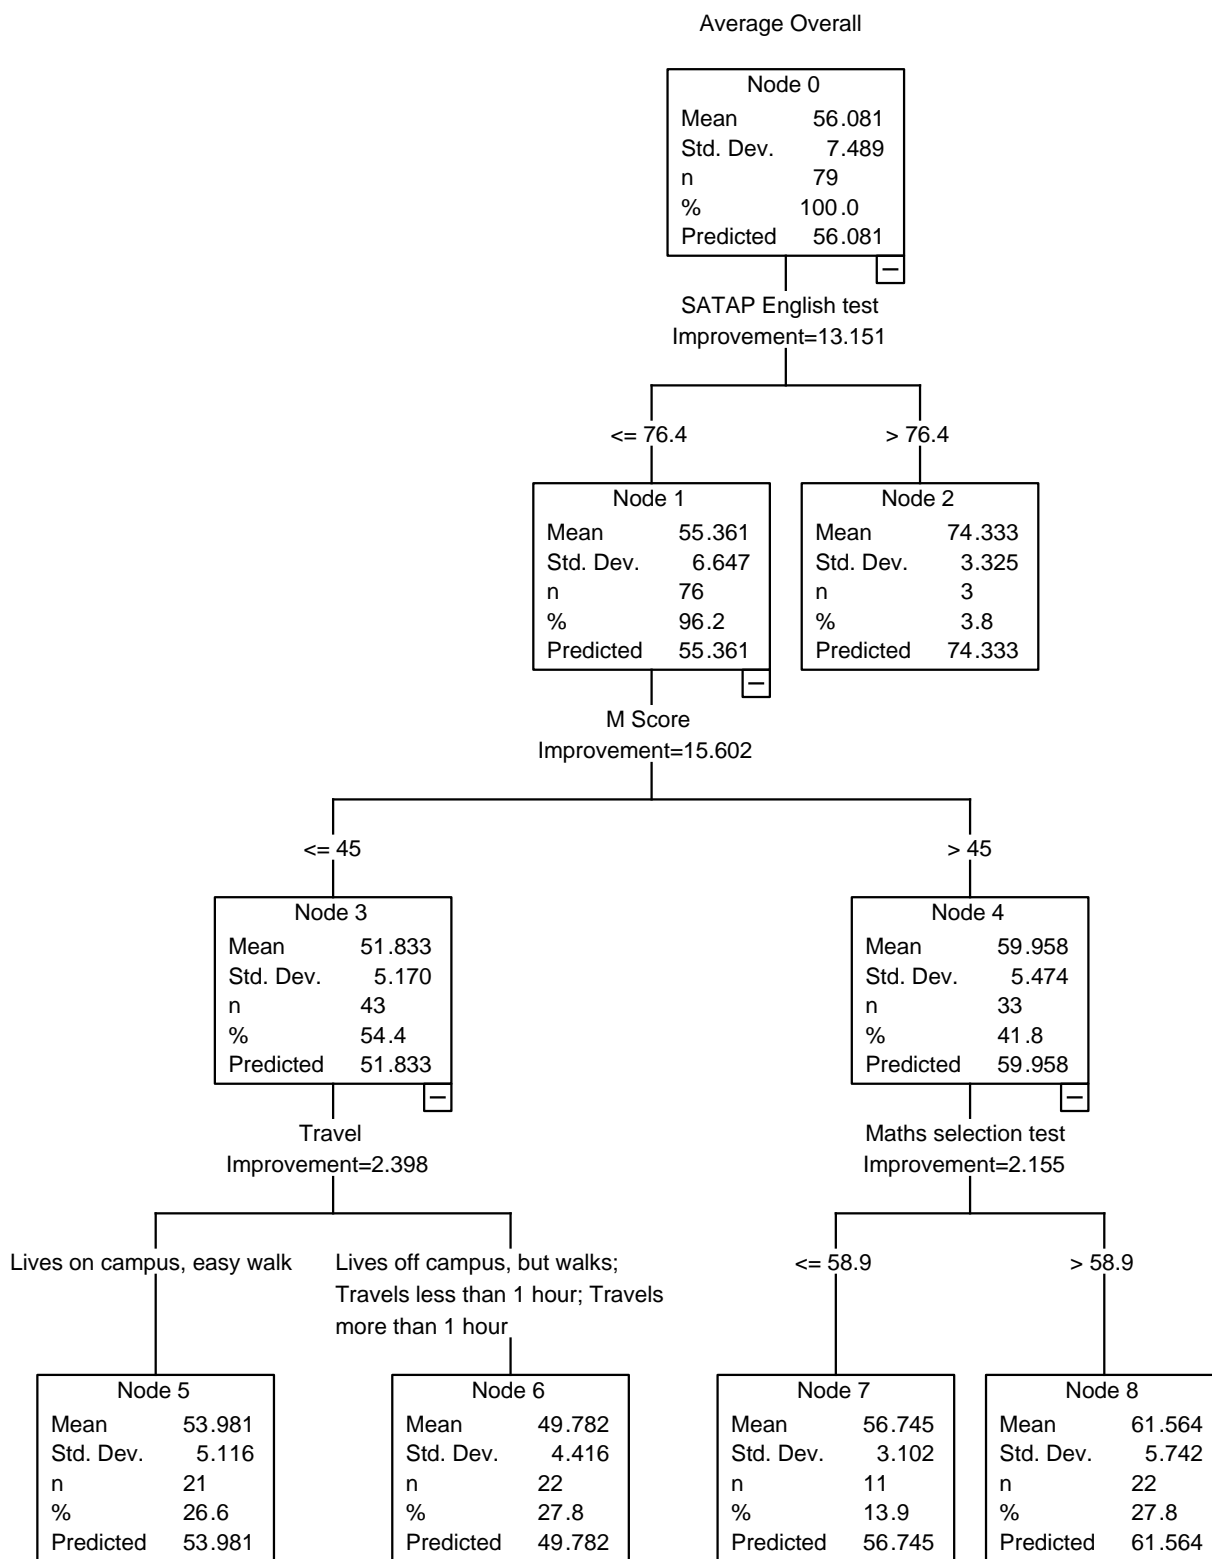 Average Overall
Node 0
Mean 56.081
Std. Dev. 7.489
n 79
% 100.0
Predicted 56.081
SATAP English test
Improvement=13.151
<= 76.4
> 76.4
Node 1
Mean 55.361
Std. Dev. 6.647
n 76
% 96.2
Predicted 55.361
Node 2
Mean 74.333
Std. Dev. 3.325
n 3
% 3.8
Predicted 74.333
M Score
Improvement=15.602
<= 45
> 45
Node 3
Mean 51.833
Std. Dev. 5.170
n 43
% 54.4
Predicted 51.833
Node 4
Mean 59.958
Std. Dev. 5.474
n 33
% 41.8
Predicted 59.958
Travel
Improvement=2.398
Maths selection test
Improvement=2.155
Lives on campus, easy walk
Lives off campus, but walks;
Travels less than 1 hour; Travels
more than 1 hour
<= 58.9
> 58.9
Node 5
Mean 53.981
Std. Dev. 5.116
n 21
% 26.6
Predicted 53.981
Node 6
Mean 49.782
Std. Dev. 4.416
n 22
% 27.8
Predicted 49.782
Node 7
Mean 56.745
Std. Dev. 3.102
n 11
% 13.9
Predicted 56.745
Node 8
Mean 61.564
Std. Dev. 5.742
n 22
% 27.8
Predicted 61.564